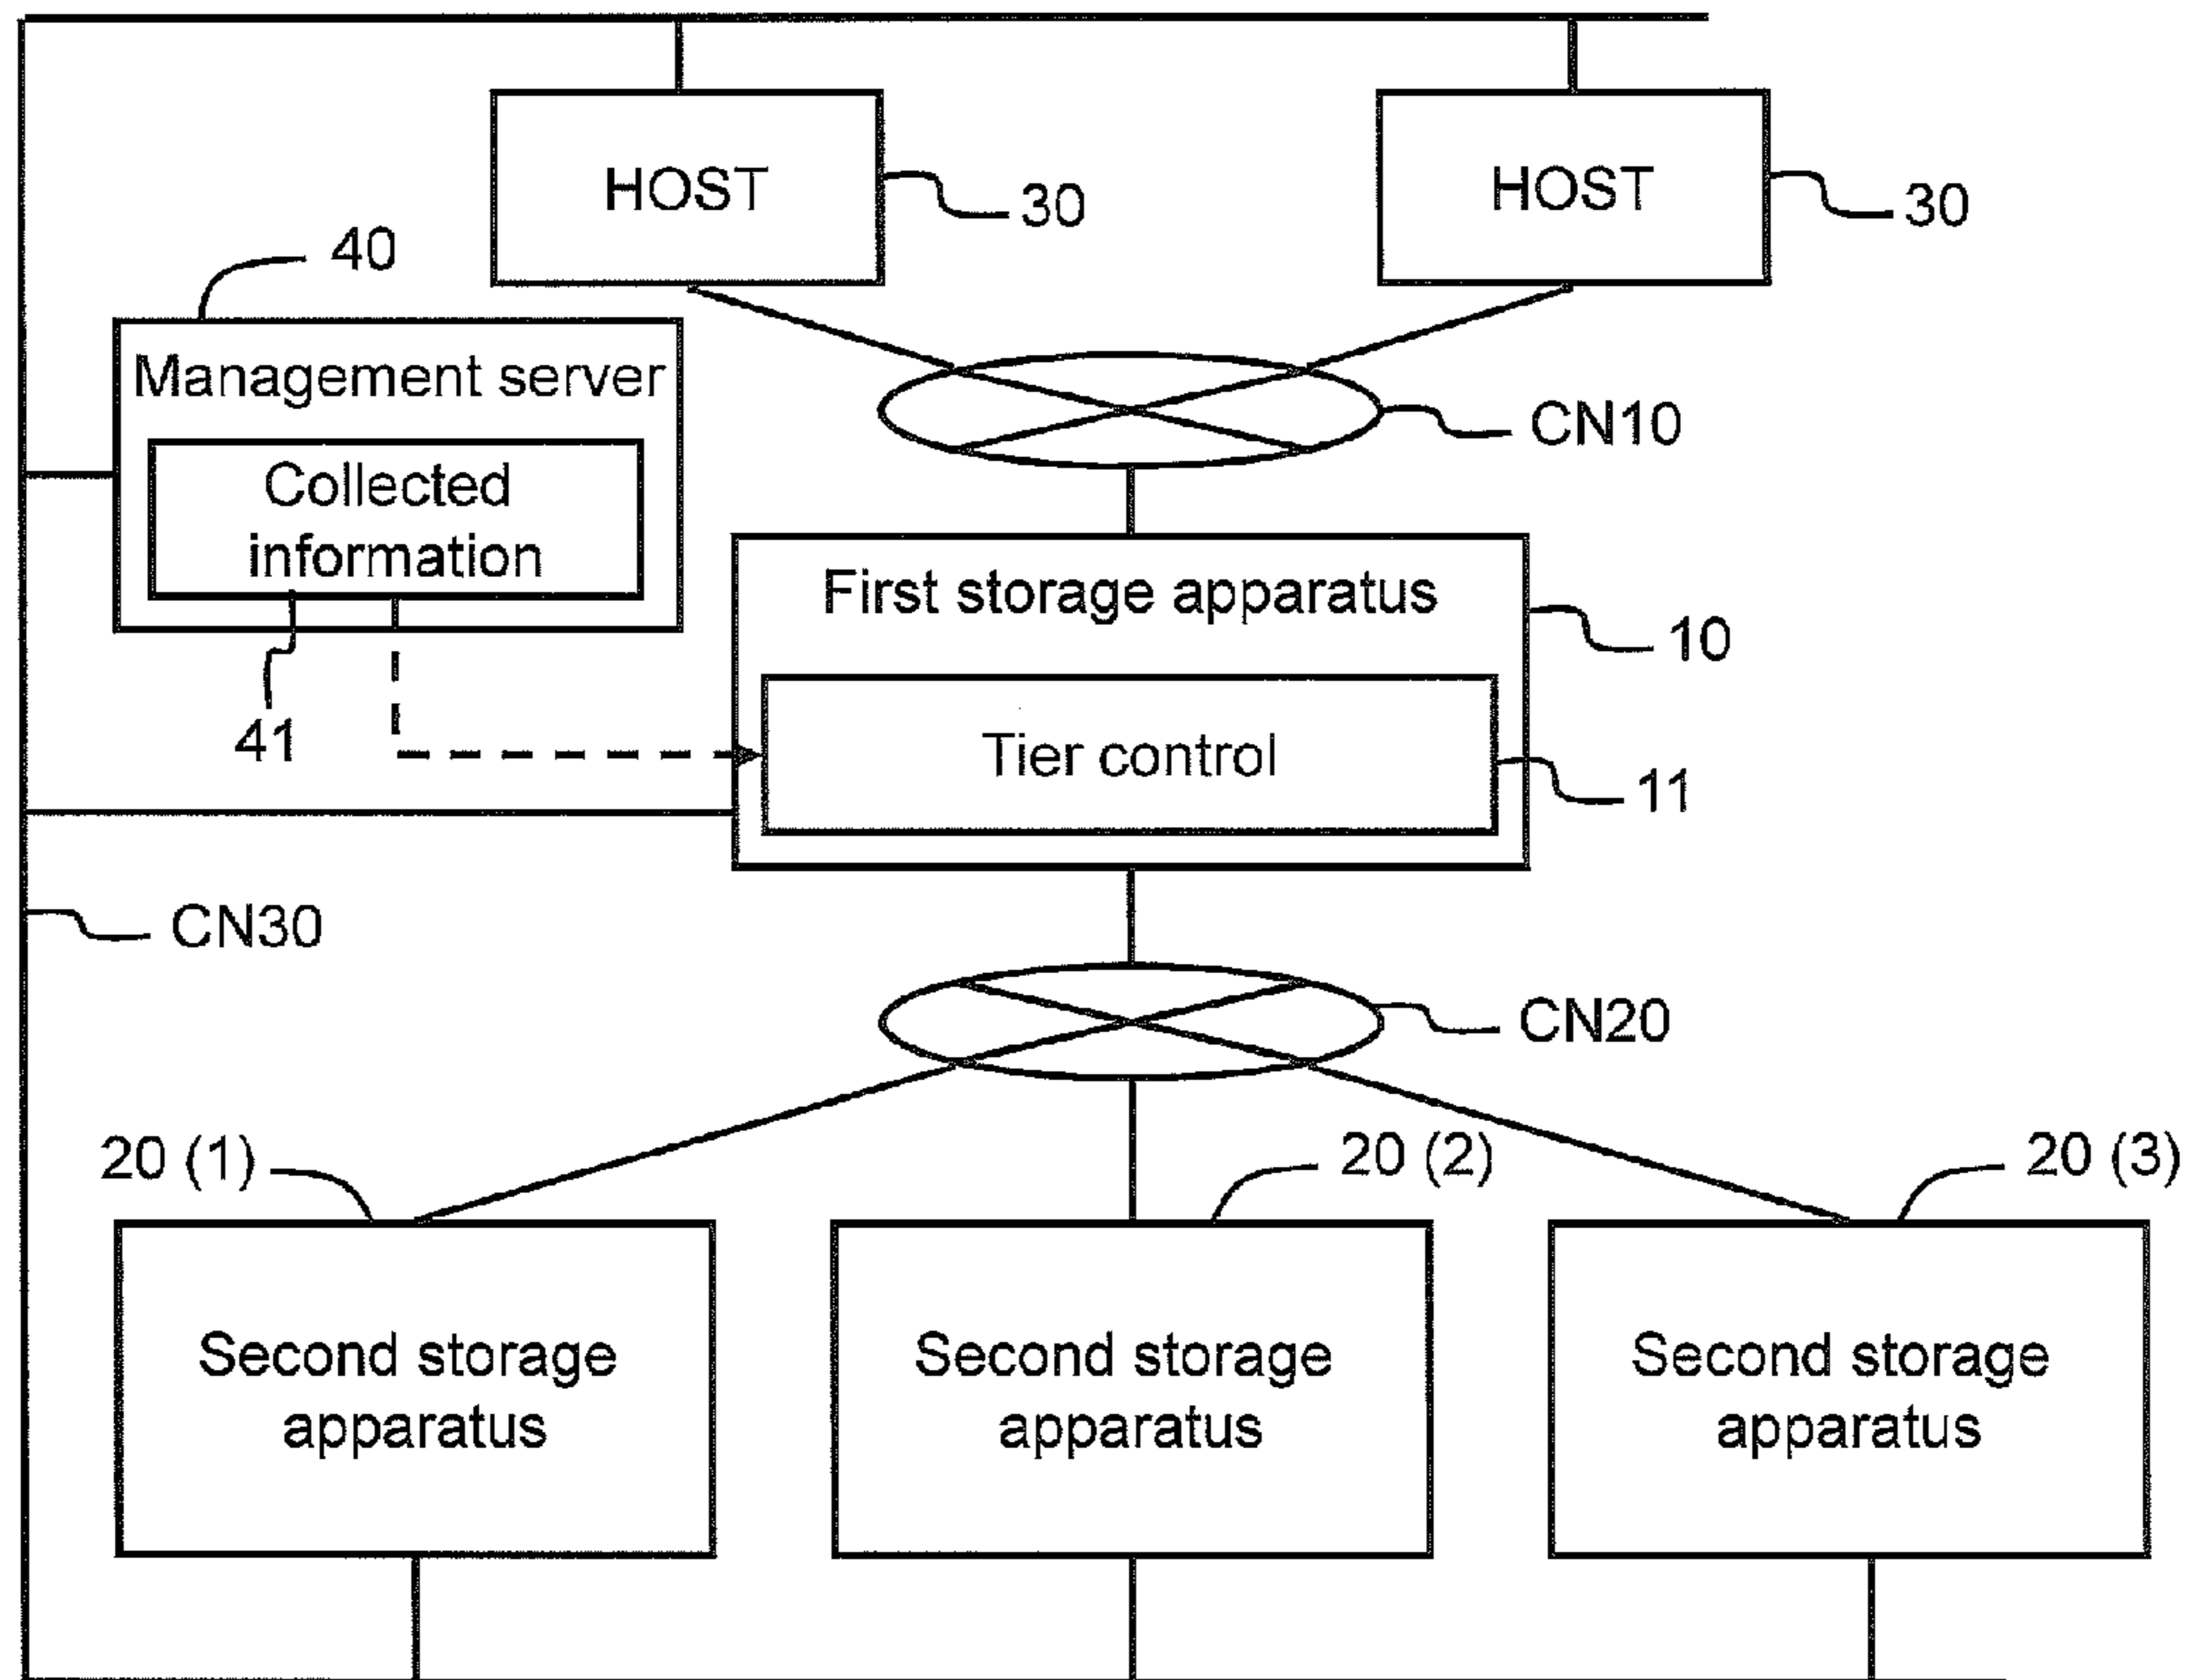 HOST
30
HOST
30
40
Management server
Collected
information
41
CN10
First storage apparatus
10
Tier control
11
CN30
CN20
20 (1)
20 (2)
20 (3)
Second storage
apparatus
Second storage
apparatus
Second storage
apparatus